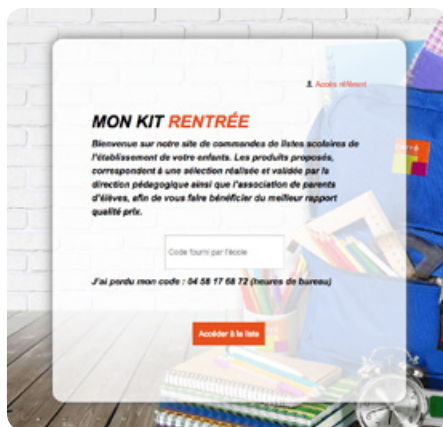 Accès référent
MON KIT RENTRÉE
Bienvenue sur notre site de commandes de listes scolaires de
l'établissement de votre enfants. Les produits proposés,
correspondent à une sélection réalisée et validée par la
direction pédagogique ainsi que l'association de parents
d'élèves, afin de vous faire bénéficier du meilleur rapport
qualité prix.
Code fourni par l'école
J'ai perdu mon code : 04 58 17 68 72 (heures de bureau)
Accéder à la liste